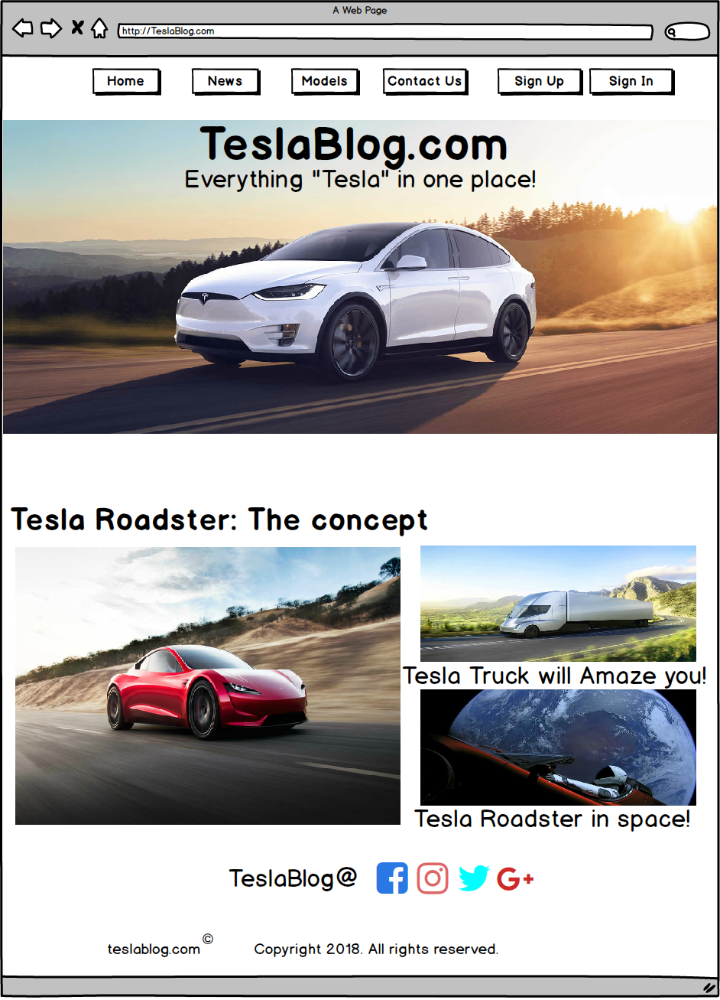 A Web Page
http://TeslaBlog.com
Home News Models Contact Us Sign Up Sign In
TeslaBlog.com
Everything "Tesla" in one place!
Tesla Roadster: The concept
Tesla Truck will Amaze you!
Tesla Roadster in space!
TeslaBlog@ f G+
teslablog.com© Copyright 2018. All rights reserved.